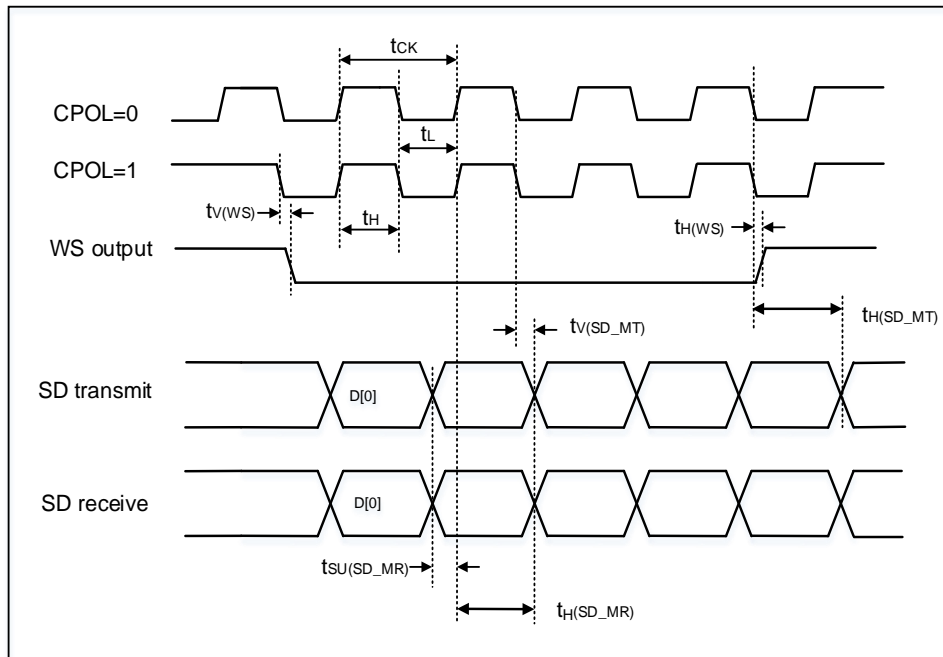 tCK
CPOL=0
tL
CPOL=1
tV(WS)
tH
tH(WS)
WS output
tH(SD_MT)
tV(SD_MT)
SD transmit
D[0]
SD receive
D[0]
tSU(SD_MR)
tH(SD_MR)